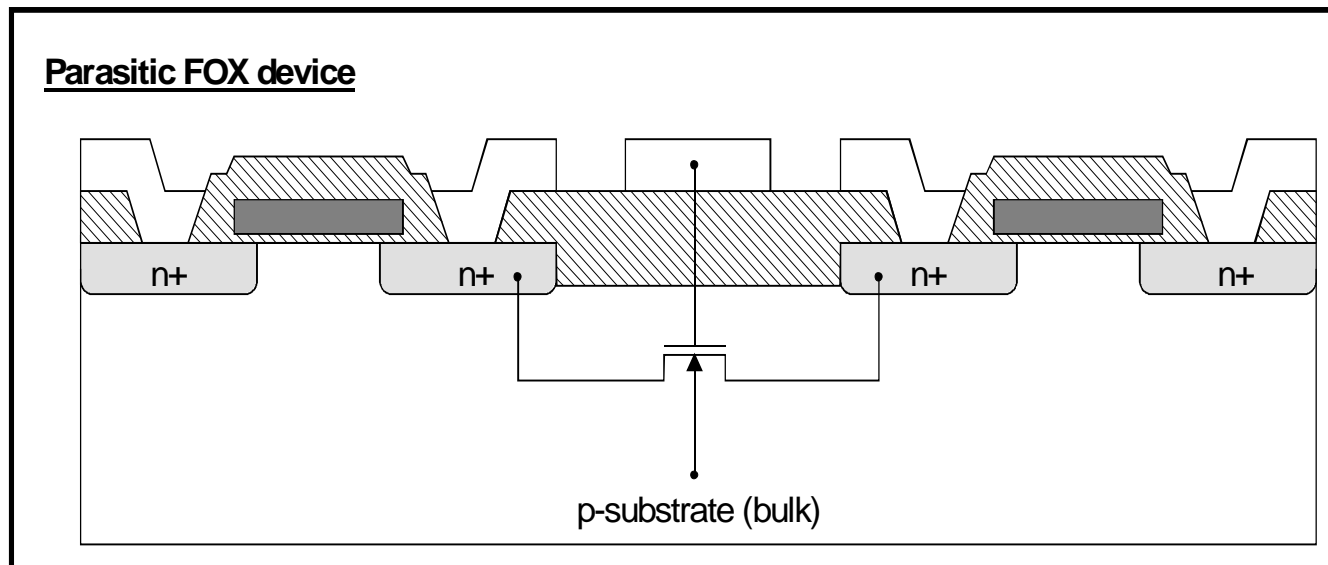 Parasitic FOX device
n+
n+
n+
n+
p-substrate (bulk)